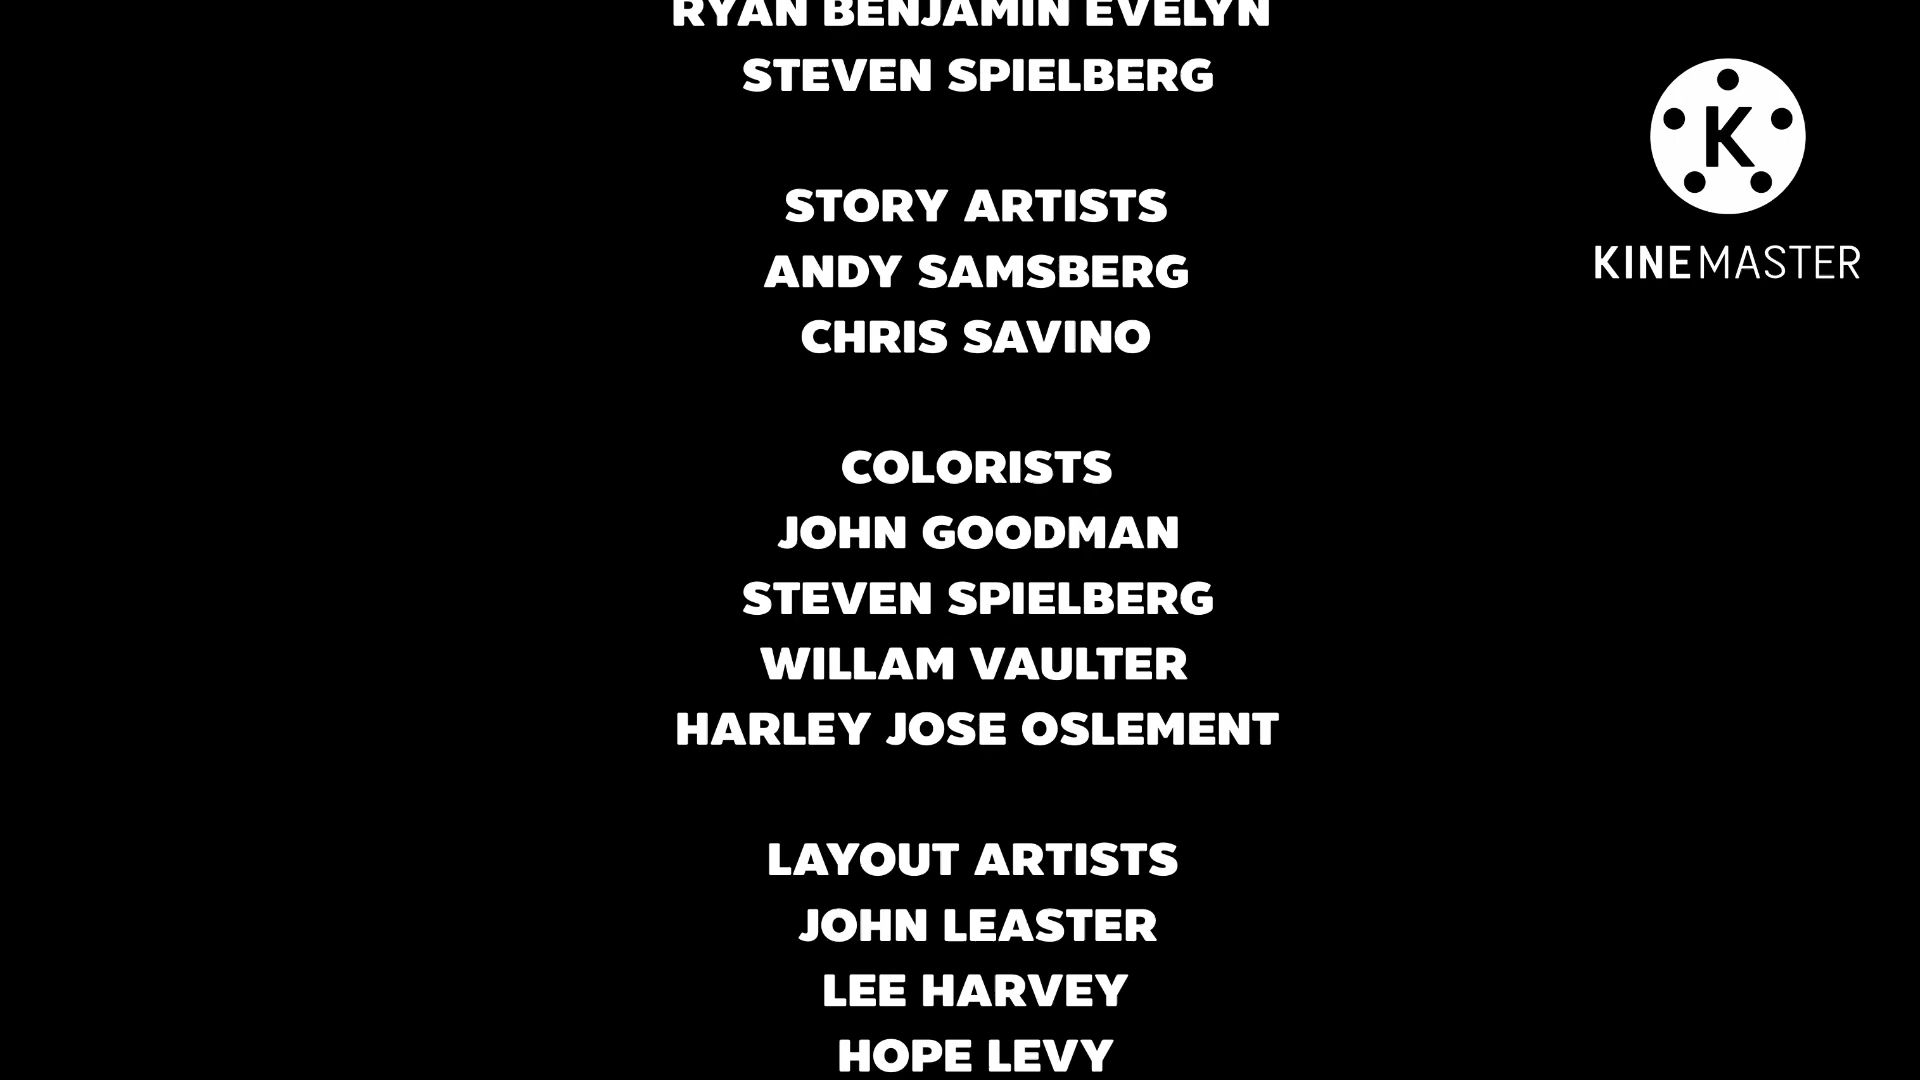 RYAN BENJAMIN EVELYN
STEVEN SPIELBERG
STORY ARTISTS
ANDY SAMSBERG
CHRIS SAVINO
COLORISTS
JOHN GOODMAN
STEVEN SPIELBERG
WILLAM VAULTER
HARLEY JOSE OSLEMENT
LAYOUT ARTISTS
JOHN LEASTER
LEE HARVEY
HOPE LEVY
K
KINEMASTER